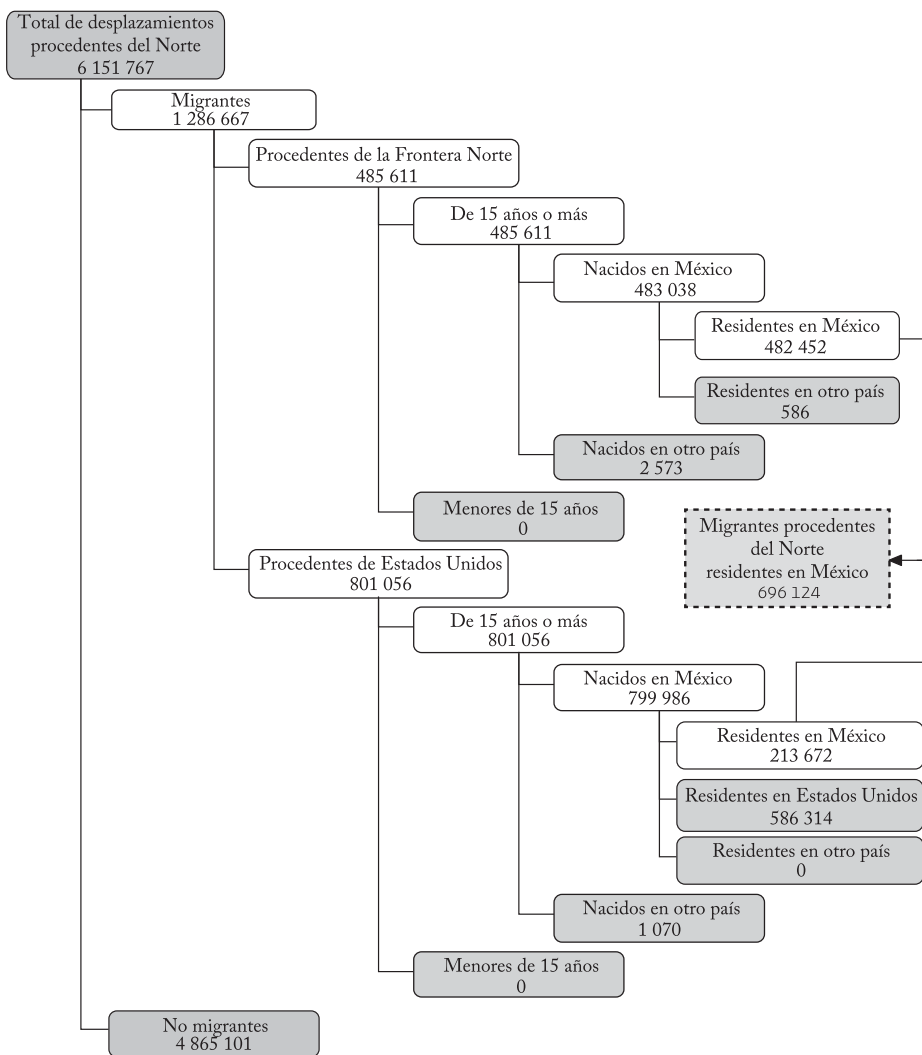 Total de desplazamientos
procedentes del Norte
6 151 767
Migrantes
1 286 667
Procedentes de la Frontera Norte
485 611
De 15 años o más
485 611
Nacidos en México
483 038
Residentes en México
482 452
Residentes en otro país
586
Nacidos en otro país
2 573
Menores de 15 años
0
Migrantes procedentes
del Norte
residentes en México
696 124
Procedentes de Estados Unidos
801 056
De 15 años o más
801 056
Nacidos en México
799 986
Residentes en México
213 672
Residentes en Estados Unidos
586 314
Residentes en otro país
0
Nacidos en otro país
1 070
Menores de 15 años
0
No migrantes
4 865 101